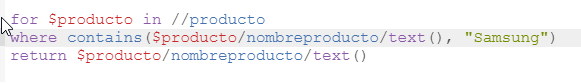 for $producto in //producto
where contains($producto/nombreproducto/text(), "Samsung")
return $producto/nombreproducto/text()